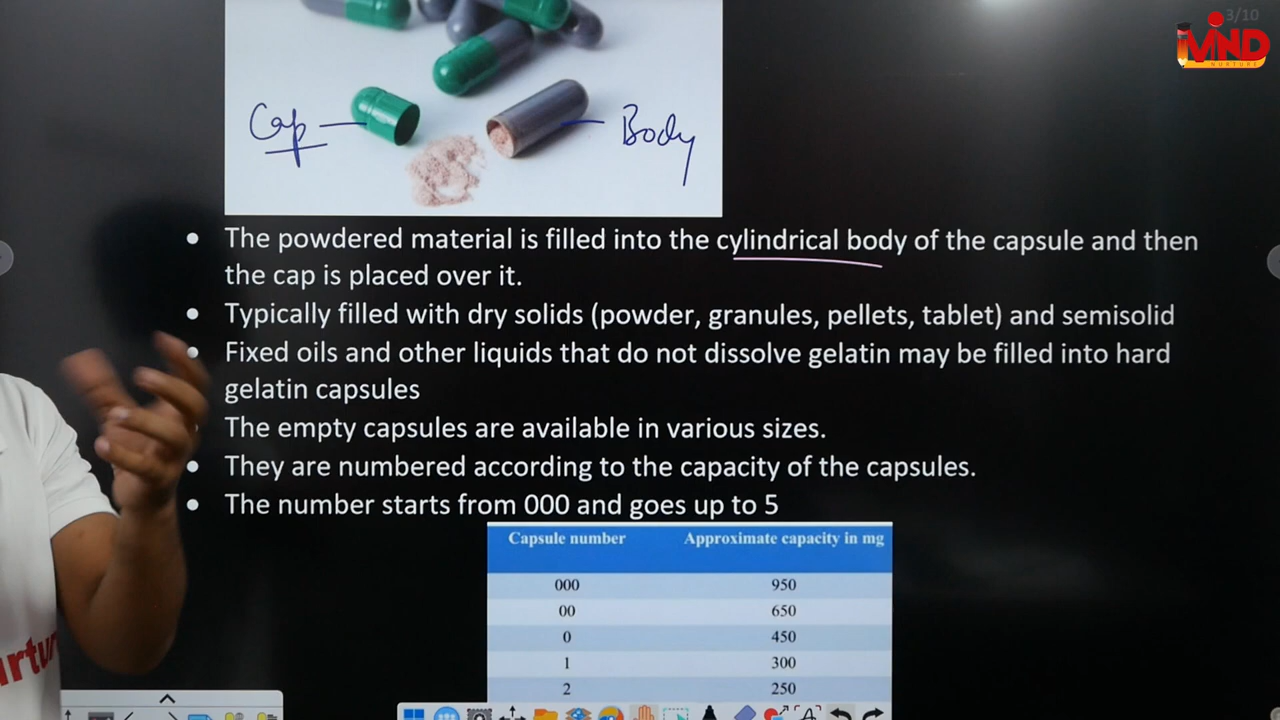 3/10
MIND
NURTURE
Cap
Body
• The powdered material is filled into the cylindrical body of the capsule and then
the cap is placed over it.
• Typically filled with dry solids (powder, granules, pellets, tablet) and semisolid
• Fixed oils and other liquids that do not dissolve gelatin may be filled into hard
gelatin capsules
The empty capsules are available in various sizes.
• They are numbered according to the capacity of the capsules.
• The number starts from 000 and goes up to 5
Capsule number Approximate capacity in mg
000 950
00 650
0 450
1 300
2 250